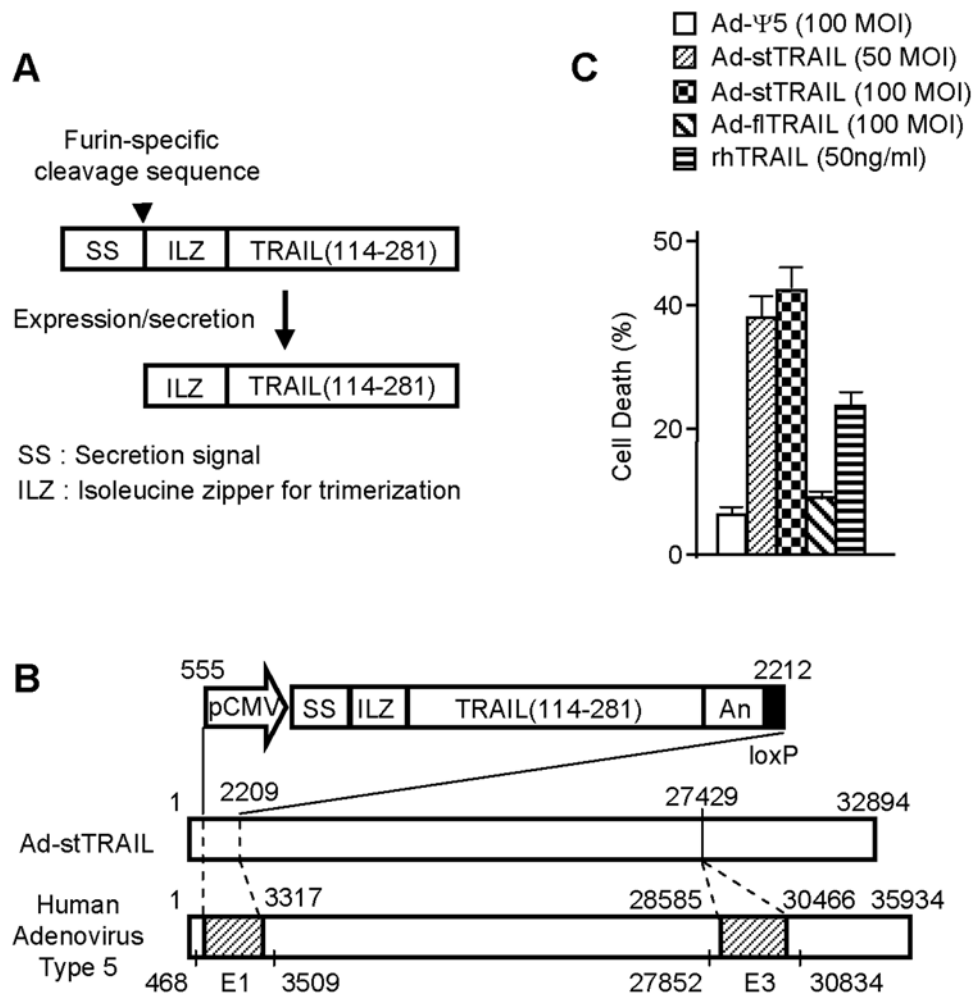 A
Furin-specific
cleavage sequence
SS ILZ TRAIL(114-281)
Expression/secretion
ILZ TRAIL(114-281)
SS : Secretion signal
ILZ : Isoleucine zipper for trimerization
C
Ad-Ψ5 (100 MOI)
Ad-stTRAIL (50 MOI)
Ad-stTRAIL (100 MOI)
Ad-flTRAIL (100 MOI)
rhTRAIL (50ng/ml)
Cell Death (%)
50
40
20
0
B
555 2212
pCMV SS ILZ TRAIL(114-281) An
loxP
1 2209 27429 32894
Ad-stTRAIL
1 3317 28585 30466 35934
Human
Adenovirus
Type 5
468 E1 3509 27852 E3 30834